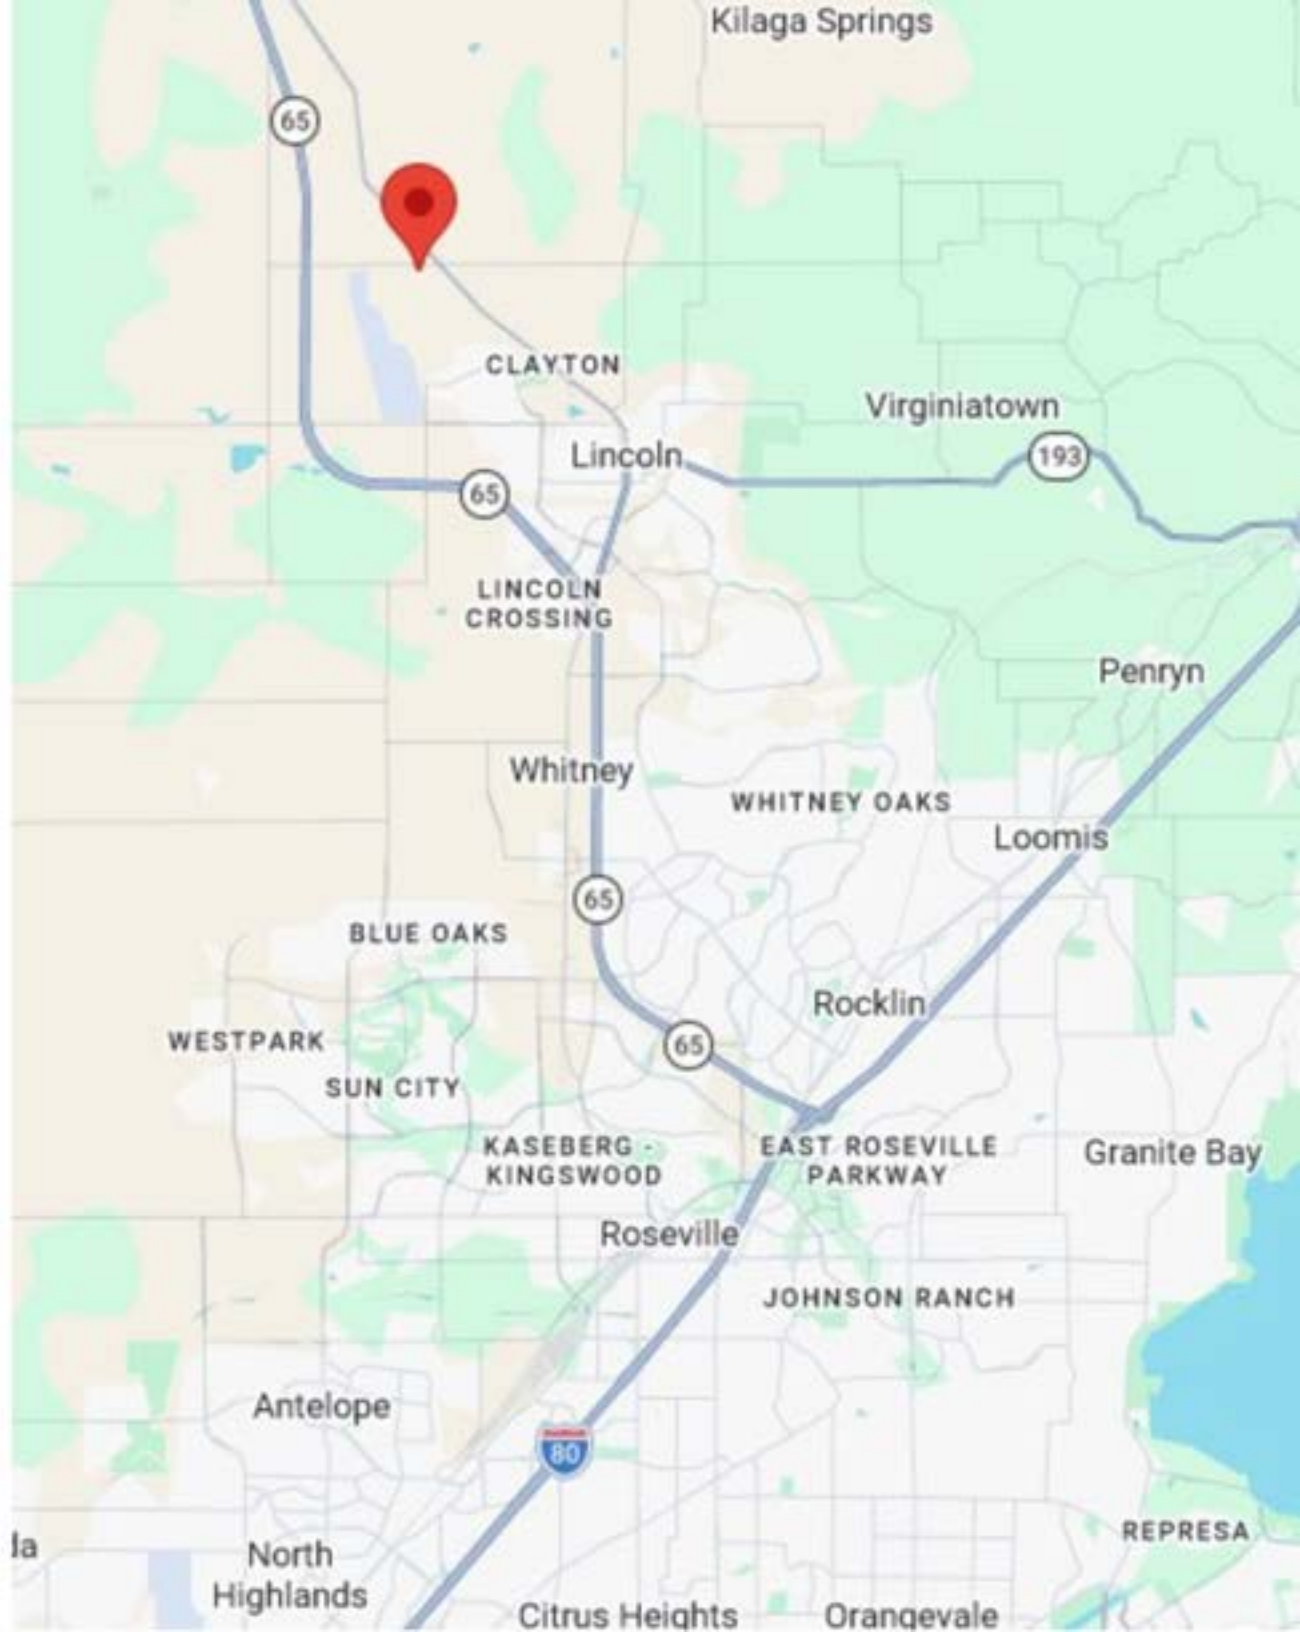 Kilaga Springs
65
CLAYTON
Virginiatown
Lincoln
193
65
LINCOLN
CROSSING
Penryn
Whitney
WHITNEY OAKS
Loomis
65
BLUE OAKS
Rocklin
WESTPARK
65
SUN CITY
KASEBERG -
KINGSWOOD
EAST ROSEVILLE
PARKWAY
Granite Bay
Roseville
JOHNSON RANCH
Antelope
80
REPRESA
da
North
Highlands
Citrus Heights
Orangevale